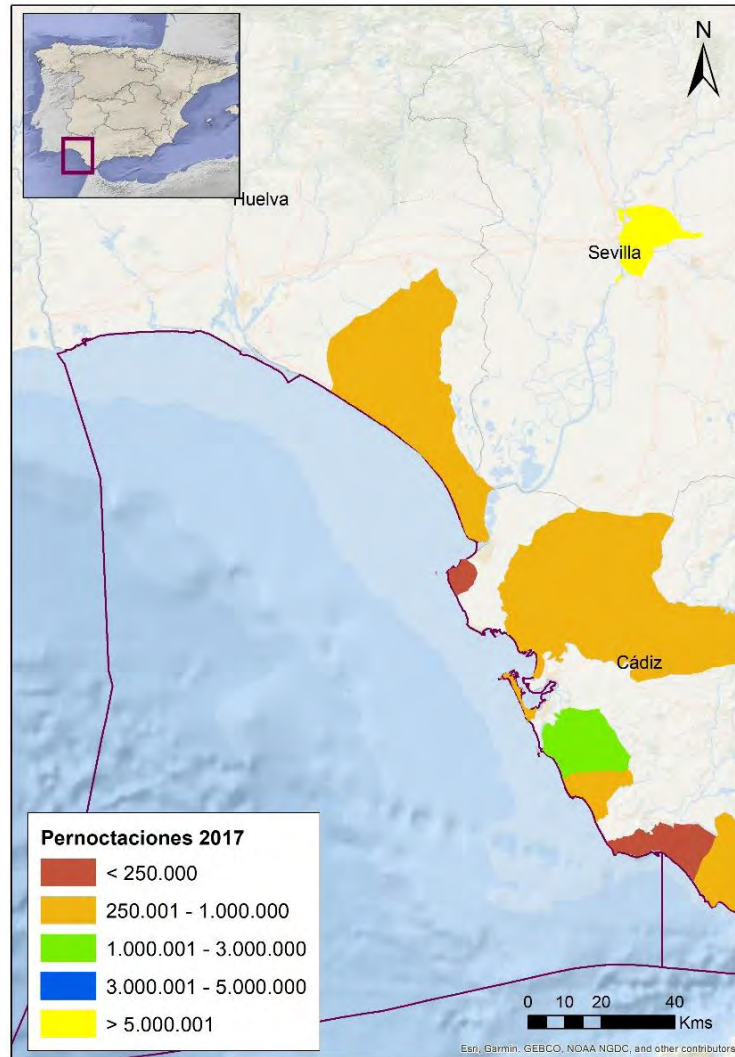 N
Huelva
Sevilla
Cádiz
Pernoctaciones 2017
< 250.000
250.001 - 1.000.000
1.000.001 - 3.000.000
3.000.001 - 5.000.000
> 5.000.001
0 10 20 40
Kms
Esri, Garmin, GEBCO, NOAA NGDC, and other contributors